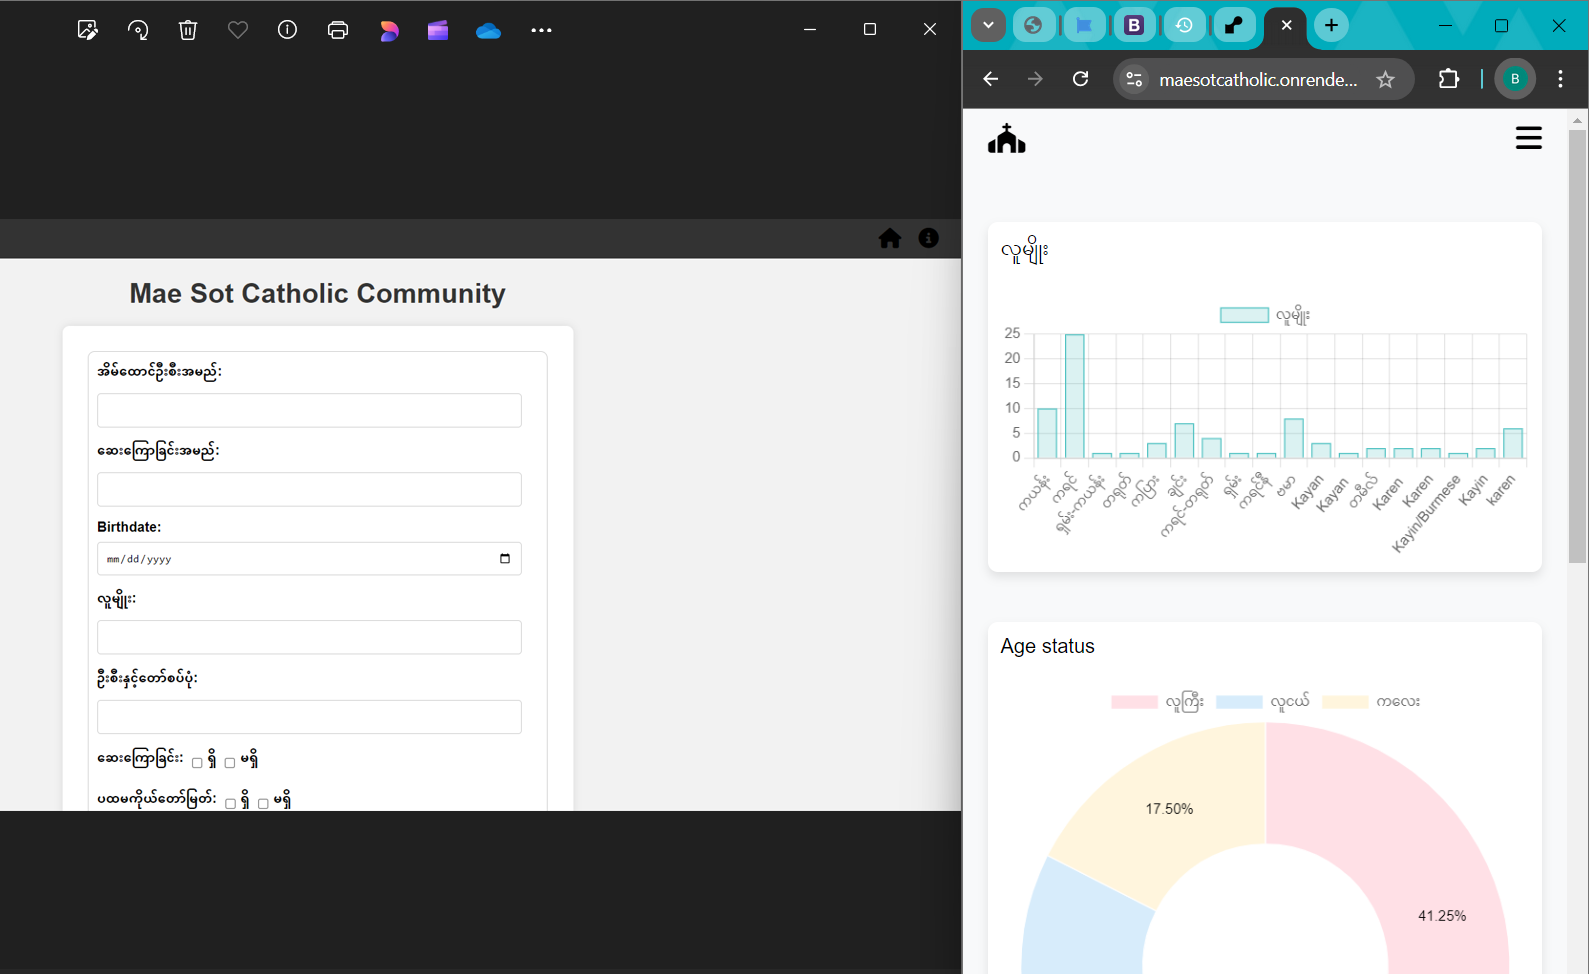 Mae Sot Catholic Community
အိမ်ထောင်ဦးစီးအမည်:
ဆေးကြောခြင်းအမည်:
Birthdate:
mm/dd/yyyy
လူမျိုး:
ဦးစီးနှင့်တော်စပ်ပုံ:
ဆေးကြောခြင်း: ရှိ မရှိ
ပထမကိုယ်တော်မြတ်: ရှိ မရှိ
B
maesotcatholic.onrende...
B
လူမျိုး
လူမျိုး
25
20
15
10
5
0
ကယန်း
ကရင်
ရှမ်း-ကယန်း
တရုတ်
ကပြား
ချင်း
ကရင်-တရုတ်
ရှမ်း
ကရင်နီ
ဗမာ
Kayan
Kayan
တမီလ်
Karen
Karen
Kayin/Burmese
Kayin
karen
Age status
လူကြီး လူငယ် ကလေး
17.50%
41.25%